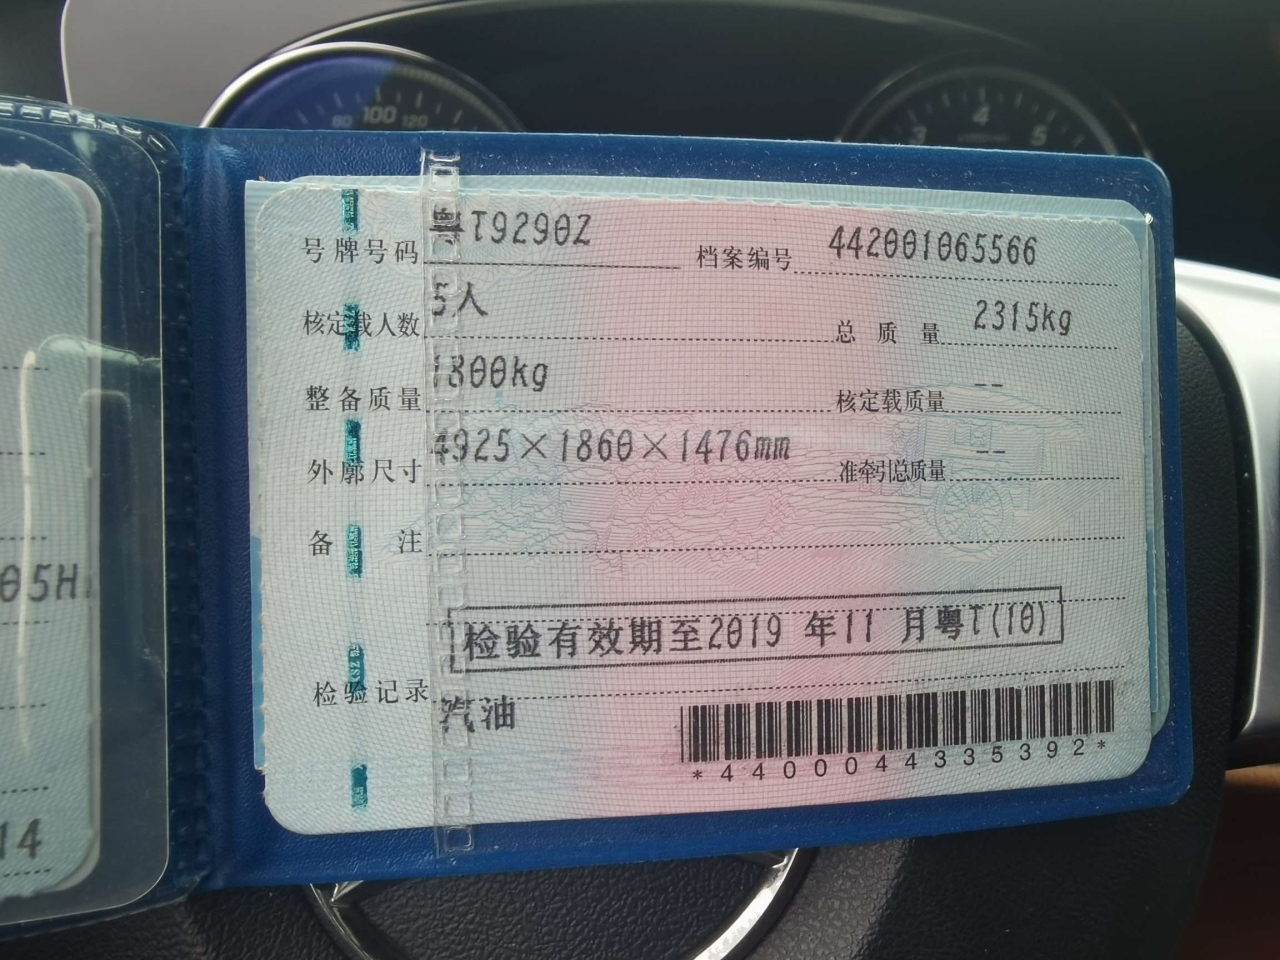 80 100 120
3 4 5
号牌号码 粤T9290Z 档案编号 442001065566
核定载人数 5人 总质量 2315kg
整备质量 1800kg 核定载质量 --
外廓尺寸 4925×1860×1476mm 准牵引总质量 --
备注
05H
检验有效期至2019 年11 月粤T(10)
检验记录
汽油
*4400044335392*
14